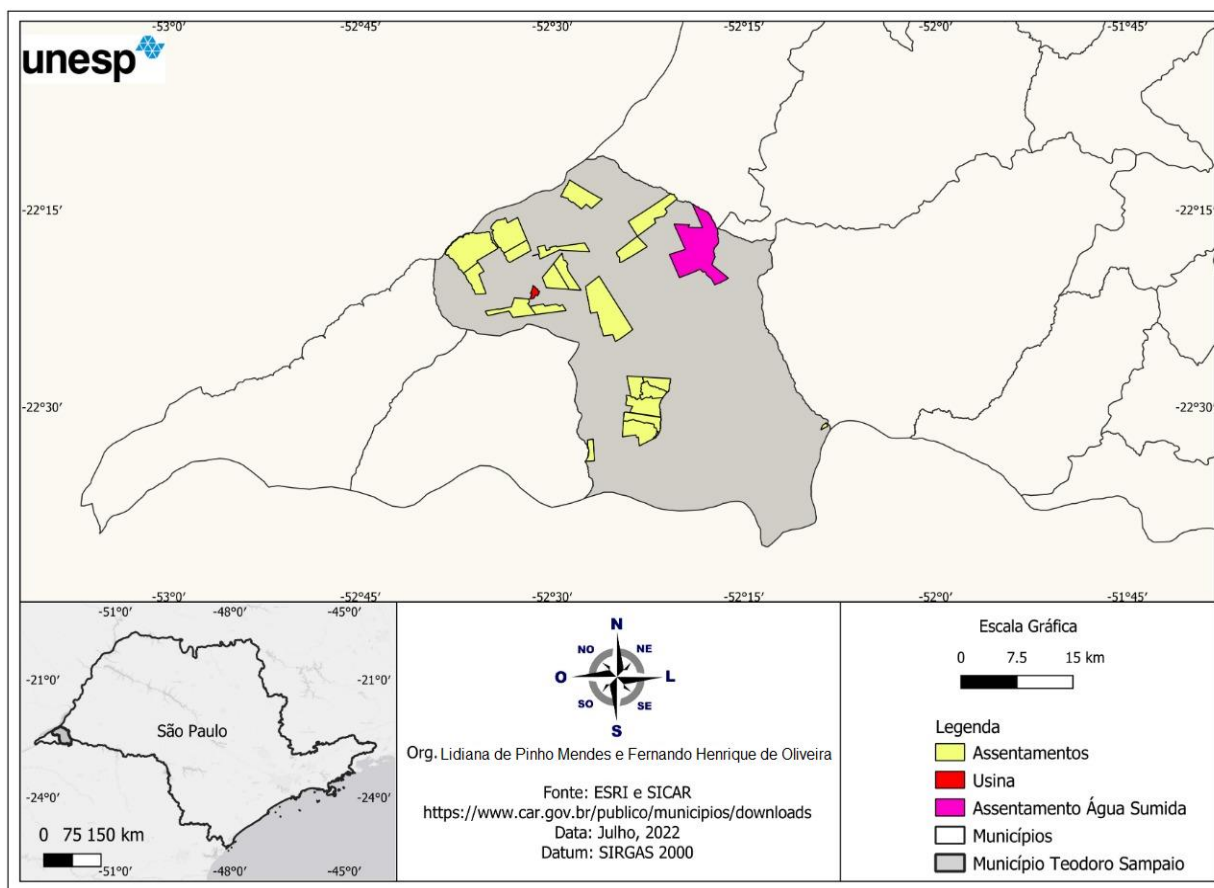 -53°0′ -52°45′ -52°30′ -52°15′ -52°0′ -51°45′
unesp
-22°15′ -22°15′
-22°30′ -22°30′
-53°0′ -52°45′ -52°30′ -52°15′ -52°0′ -51°45′
-51°0′ -48°0′ -45°0′
-21°0′ -21°0′
São Paulo
-24°0′ -24°0′
0 75 150 km
-51°0′ -48°0′ -45°0′
N
NO NE
O L
SO SE
S
Org. Lidiana de Pinho Mendes e Fernando Henrique de Oliveira
Fonte: ESRI e SICAR
https://www.car.gov.br/publico/municipios/downloads
Data: Julho, 2022
Datum: SIRGAS 2000
Escala Gráfica
0 7.5 15 km
Legenda
Assentamentos
Usina
Assentamento Água Sumida
Municípios
Município Teodoro Sampaio